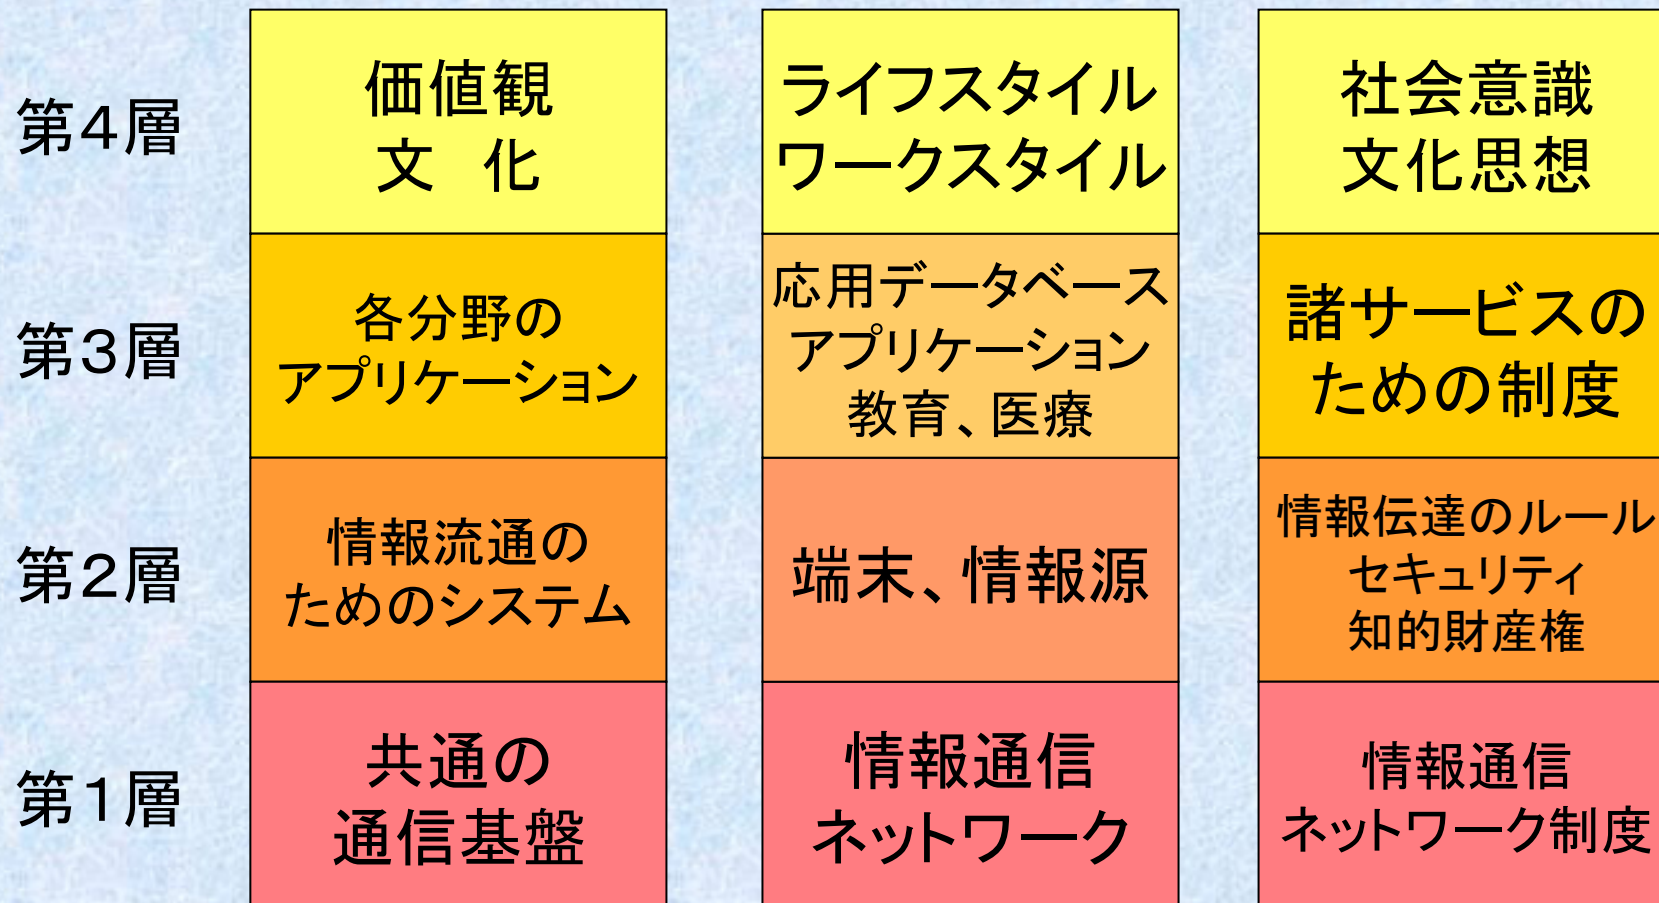 第4層
価値観
文　化
ライフスタイル
ワークスタイル
社会意識
文化思想
第3層
各分野の
アプリケーション
応用データベース
アプリケーション
教育、医療
諸サービスの
ための制度
第2層
情報流通の
ためのシステム
端末、情報源
情報伝達のルール
セキュリティ
知的財産権
第1層
共通の
通信基盤
情報通信
ネットワーク
情報通信
ネットワーク制度